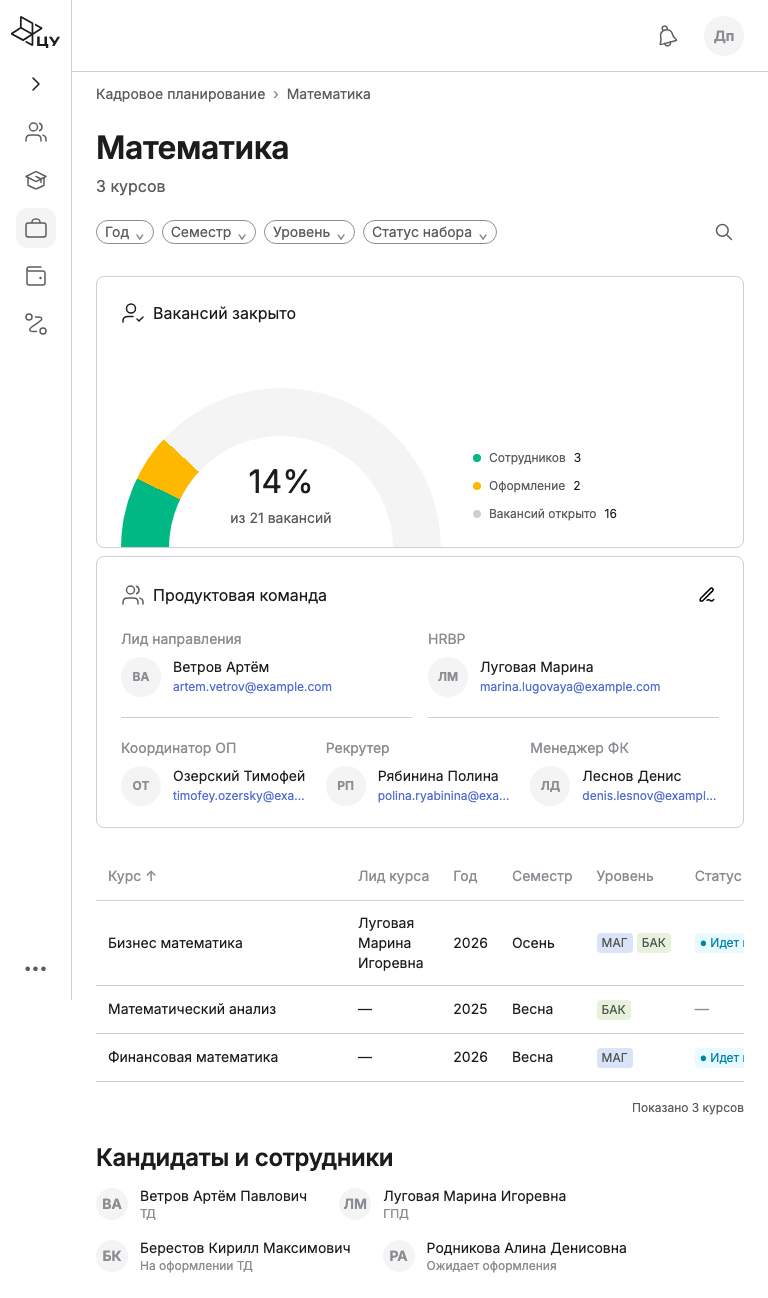 ЦУ
Дп
Кадровое планирование › Математика
Математика
3 курсов
Год Семестр Уровень Статус набора
Вакансий закрыто
14%
из 21 вакансий
Сотрудников 3
Оформление 2
Вакансий открыто 16
Продуктовая команда
Лид направления
ВА
Ветров Артём
artem.vetrov@example.com
HRBP
ЛМ
Луговая Марина
marina.lugovaya@example.com
Координатор ОП
ОТ
Озерский Тимофей
timofey.ozersky@exa...
Рекрутер
РП
Рябинина Полина
polina.ryabinina@exa...
Менеджер ФК
ЛД
Леснов Денис
denis.lesnov@exampl...
Курс ↑ Лид курса Год Семестр Уровень Статус
Бизнес математика
Луговая
Марина
Игоревна
2026 Осень МАГ БАК Идет
Математический анализ — 2025 Весна БАК —
Финансовая математика — 2026 Весна МАГ Идет
Показано 3 курсов
Кандидаты и сотрудники
ВА
Ветров Артём Павлович
ТД
ЛМ
Луговая Марина Игоревна
ГПД
БК
Берестов Кирилл Максимович
На оформлении ТД
РА
Родникова Алина Денисовна
Ожидает оформления